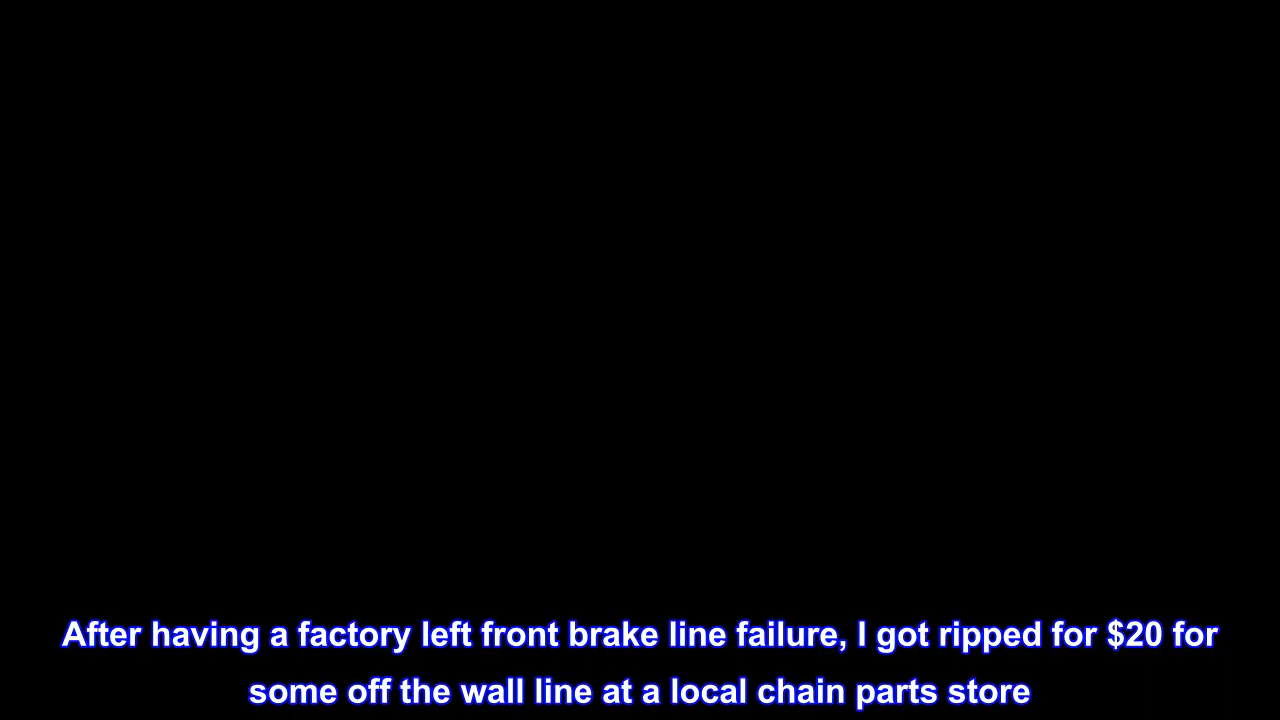 After having a factory left front brake line failure, I got ripped for $20 for
some off the wall line at a local chain parts store